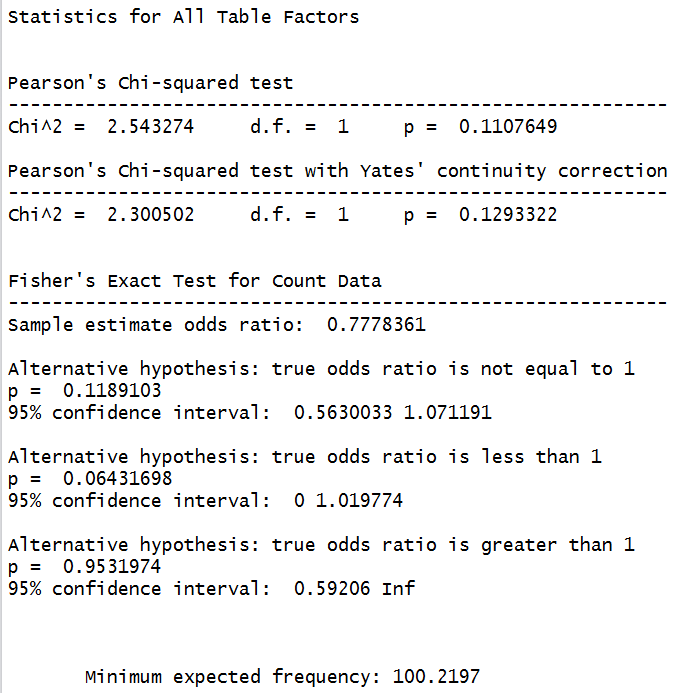 Statistics for All Table Factors
Pearson's Chi-squared test
------------------------------------------------------------
Chi^2 =  2.543274     d.f. =  1     p =  0.1107649
Pearson's Chi-squared test with Yates' continuity correction
------------------------------------------------------------
Chi^2 =  2.300502     d.f. =  1     p =  0.1293322
Fisher's Exact Test for Count Data
------------------------------------------------------------
Sample estimate odds ratio:  0.7778361
Alternative hypothesis: true odds ratio is not equal to 1
p =  0.1189103
95% confidence interval:  0.5630033 1.071191
Alternative hypothesis: true odds ratio is less than 1
p =  0.06431698
95% confidence interval:  0 1.019774
Alternative hypothesis: true odds ratio is greater than 1
p =  0.9531974
95% confidence interval:  0.59206 Inf
Minimum expected frequency: 100.2197